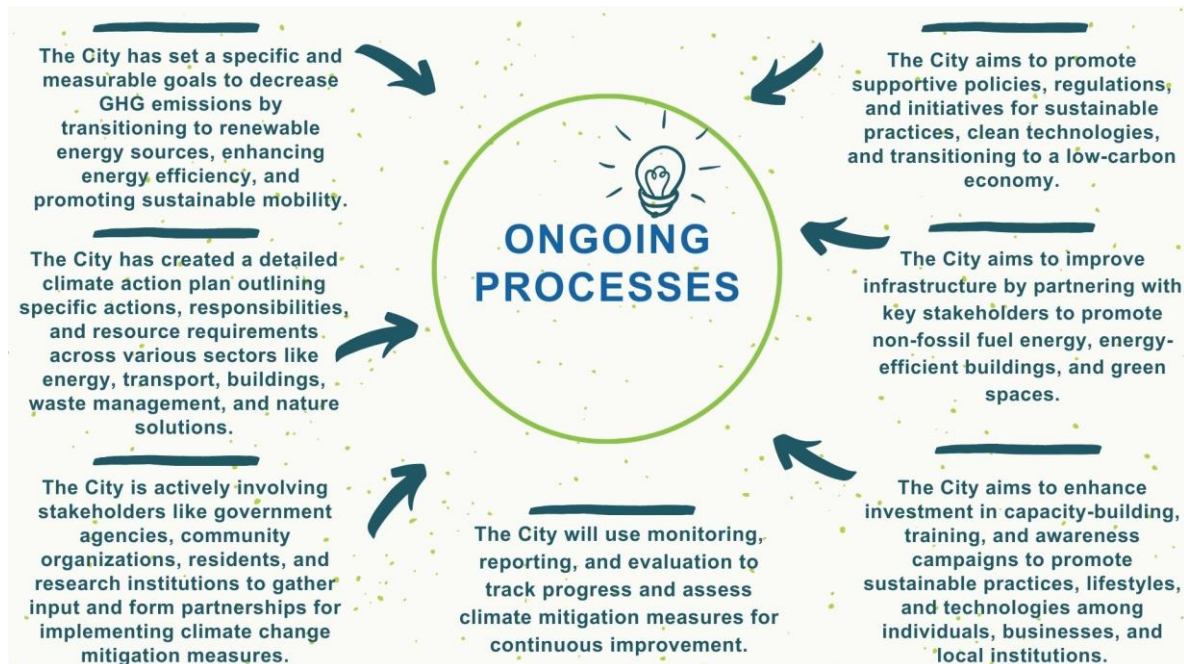 The City has set a specific and
measurable goals to decrease
GHG emissions by
transitioning to renewable
energy sources, enhancing
energy efficiency, and
promoting sustainable mobility.
The City has created a detailed
climate action plan outlining
specific actions, responsibilities,
and resource requirements
across various sectors like
energy, transport, buildings,
waste management, and nature
solutions.
The City is actively involving
stakeholders like government
agencies, community
organizations, residents, and
research institutions to gather
input and form partnerships for
implementing climate change
mitigation measures.
ONGOING
PROCESSES
The City will use monitoring,
reporting, and evaluation to
track progress and assess
climate mitigation measures for
continuous improvement.
The City aims to promote
supportive policies, regulations,
and initiatives for sustainable
practices, clean technologies,
and transitioning to a low-carbon
economy.
The City aims to improve
infrastructure by partnering with
key stakeholders to promote
non-fossil fuel energy, energy-
efficient buildings, and green
spaces.
The City aims to enhance
investment in capacity-building,
training, and awareness
campaigns to promote
sustainable practices, lifestyles,
and technologies among
individuals, businesses, and
local institutions.